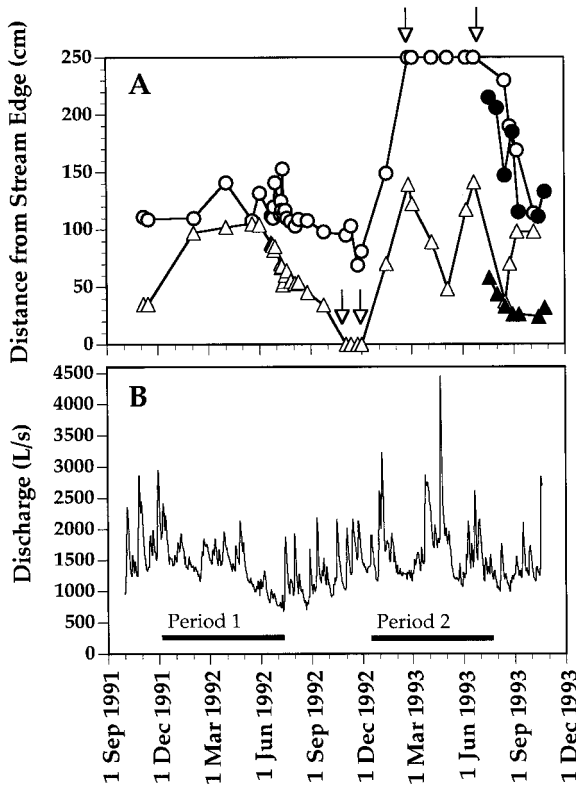 A
Distance from Stream Edge (cm)
250
200
150
100
50
0
B
Discharge (L/s)
4500
4000
3500
3000
2500
2000
1500
1000
500
0
Period 1
Period 2
1 Sep 1991
1 Dec 1991
1 Mar 1992
1 Jun 1992
1 Sep 1992
1 Dec 1992
1 Mar 1993
1 Jun 1993
1 Sep 1993
1 Dec 1993